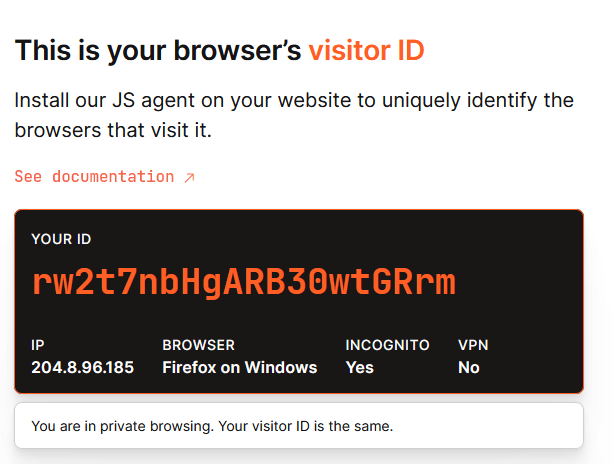 This is your browser’s visitor ID
Install our JS agent on your website to uniquely identify the
browsers that visit it.
See documentation ↗
YOUR ID
rw2t7nbHgARB30wtGRrm
IP BROWSER INCOGNITO VPN
204.8.96.185 Firefox on Windows Yes No
You are in private browsing. Your visitor ID is the same.